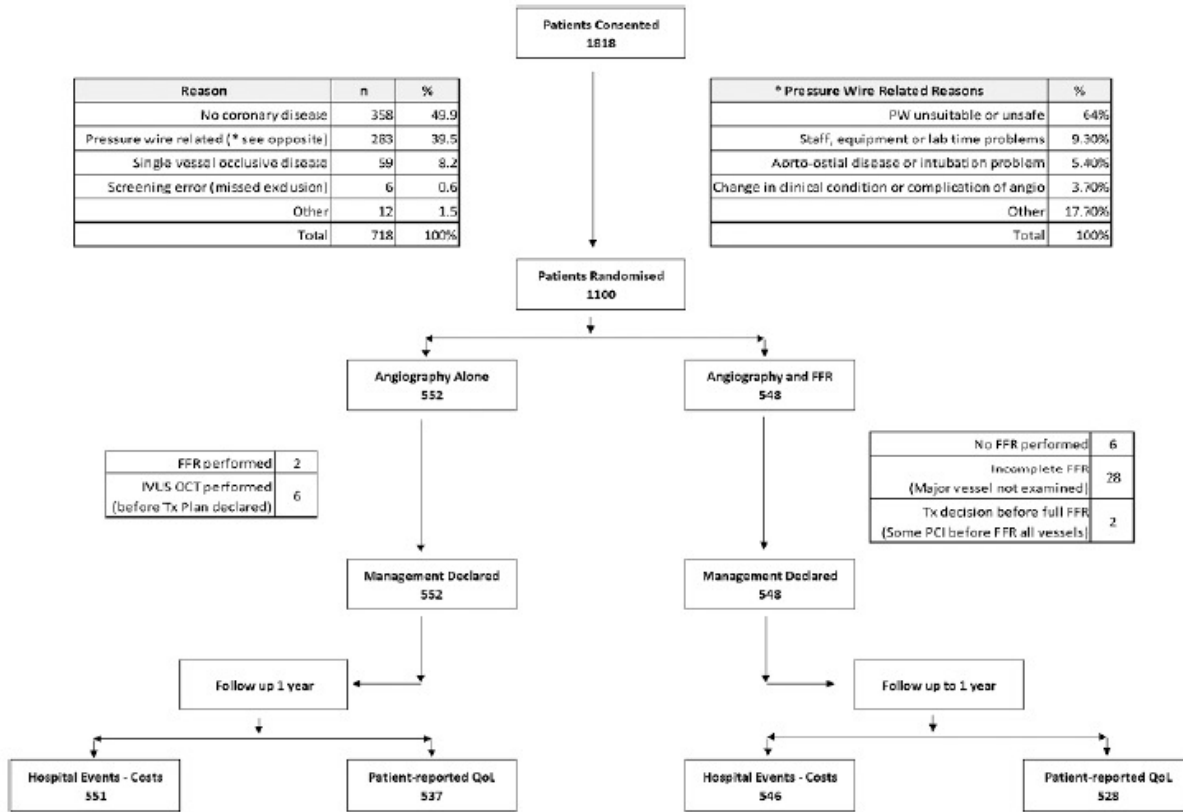 Patients Consented
1818
Reason n %
No coronary disease 358 49.9
Pressure wire related (* see opposite) 283 39.5
Single vessel occlusive disease 59 8.2
Screening error (missed exclusion) 6 0.6
Other 12 1.5
Total 718 100%
* Pressure Wire Related Reasons %
PW unsuitable or unsafe 64%
Staff, equipment or lab time problems 9.30%
Aorto-ostial disease or intubation problem 5.40%
Change in clinical condition or complication of angio 3.70%
Other 17.70%
Total 100%
Patients Randomised
1100
Angiography Alone
552
Angiography and FFR
548
FFR performed 2
IVUS OCT performed
(before Tx Plan declared) 6
No FFR performed 6
Incomplete FFR
(Major vessel not examined) 28
Tx decision before full FFR
(Some PCI before FFR all vessels) 2
Management Declared
552
Management Declared
548
Follow up 1 year
Follow up to 1 year
Hospital Events - Costs
551
Patient-reported QoL
537
Hospital Events - Costs
546
Patient-reported QoL
528